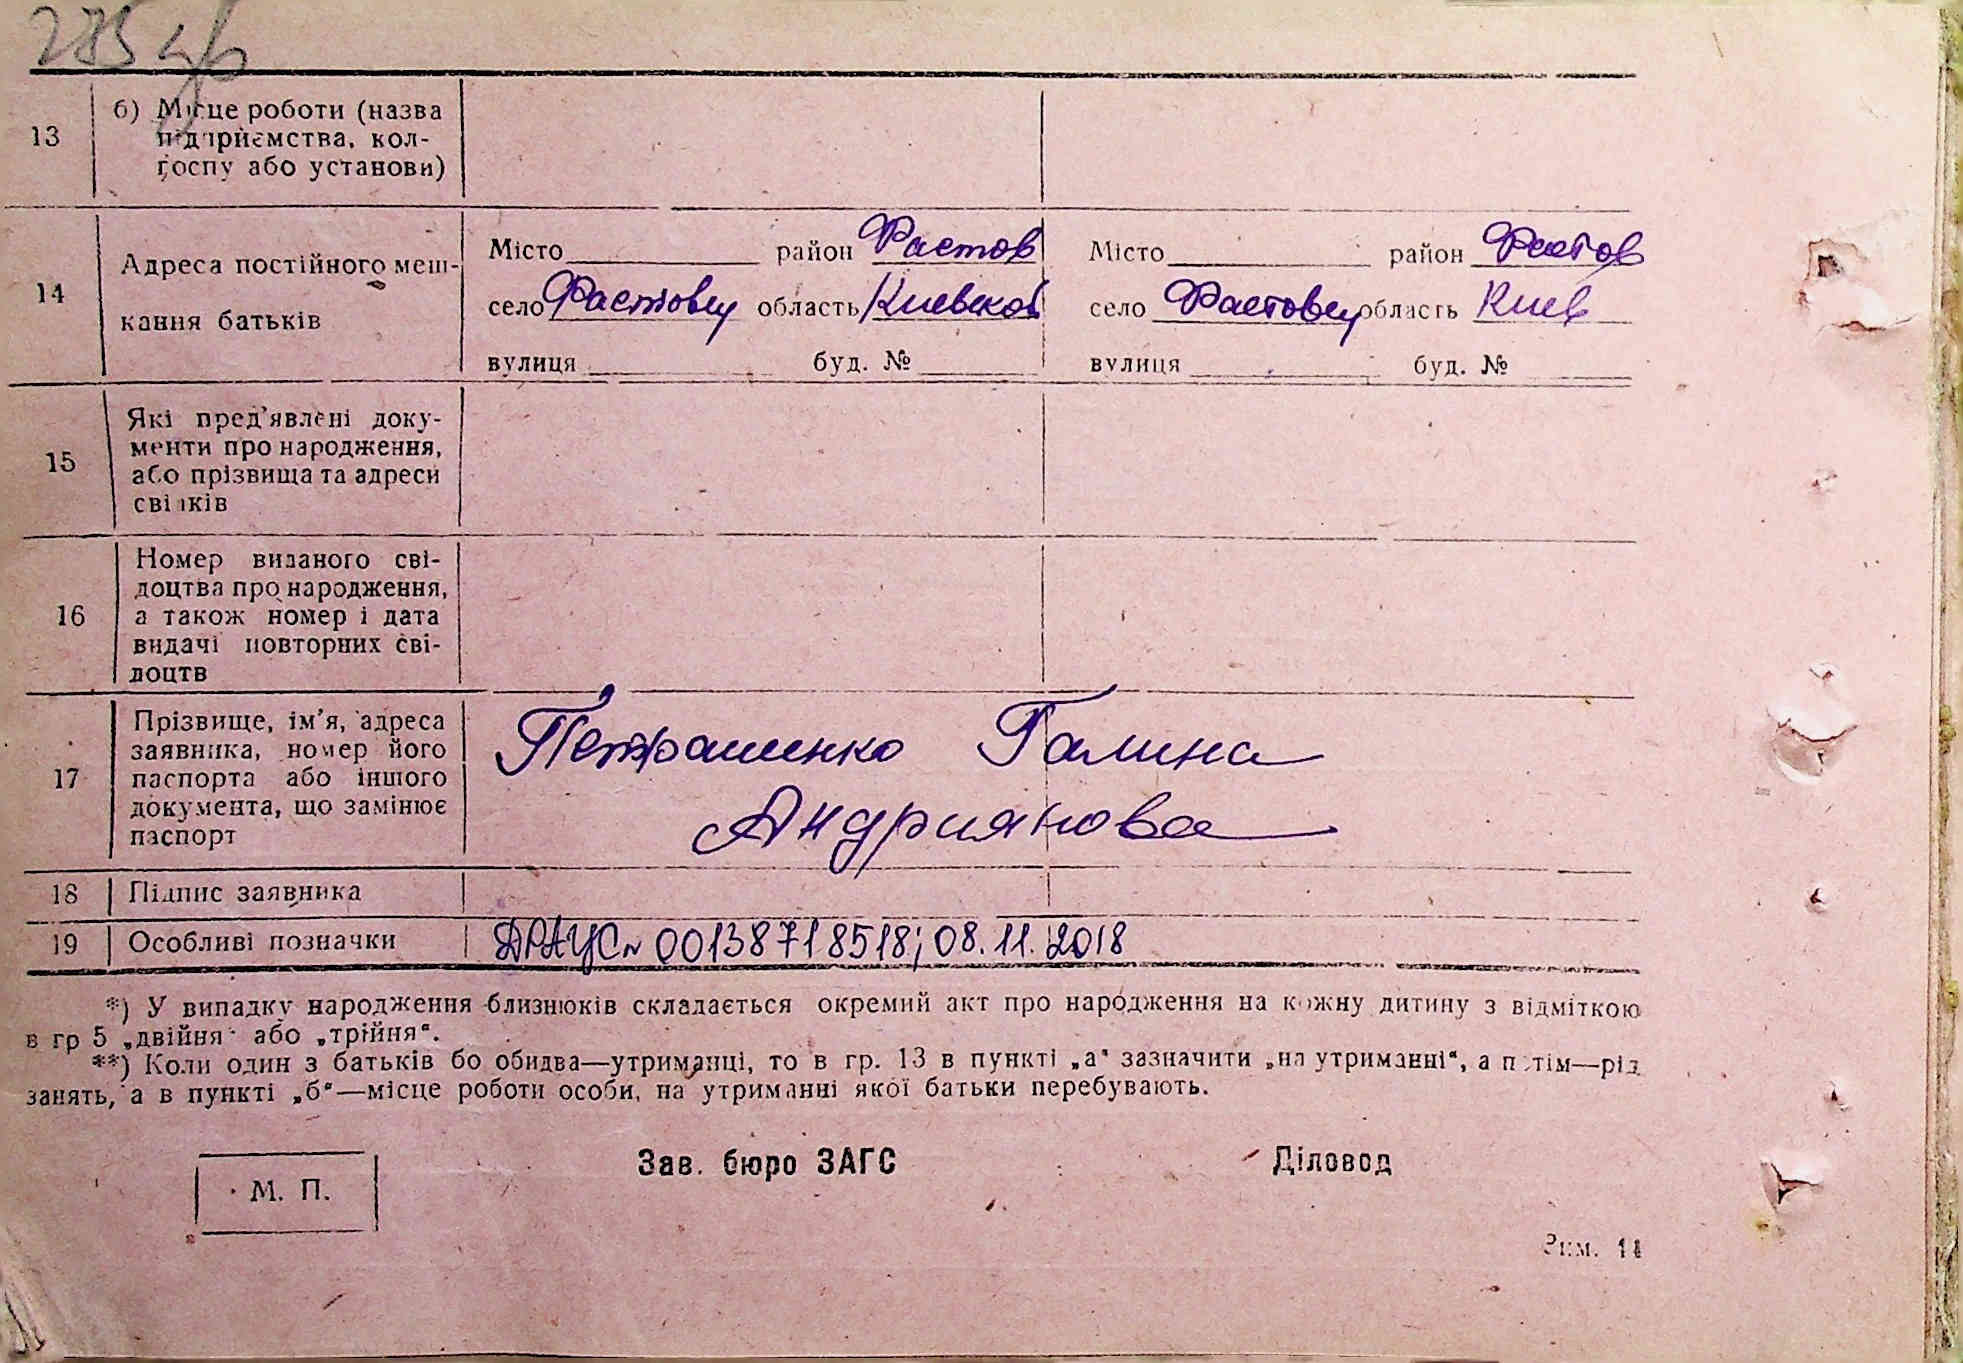 285 зв
13 б) Місце роботи (назва
підприємства, кол-
госпу або установи)
14 Адреса постійного меш-
кання батьків
Місто район Фастов
село Фастовец область Киевской
вулиця буд. №
Місто район Фастов
село Фастовец область Киев
вулиця буд. №
15 Які пред’явлені доку-
менти про народження,
або прізвища та адреси
свідків
16 Номер виданого сві-
доцтва про народження,
а також номер і дата
видачі повторних сві-
доцтв
17 Прізвище, ім’я, адреса
заявника, номер його
паспорта або іншого
документа, що замінює
паспорт
Петрашенко Галина
Андрияновa
18 Підпис заявника
19 Особливі позначки ДРАЦС № 00138718518; 08.11.2018
*) У випадку народження близнюків складається окремий акт про народження на кожну дитину з відміткою
в гр 5 „двійня“ або „трійня“.
**) Коли один з батьків бо обидва—утриманці, то в гр. 13 в пункті „а“ зазначити „на утриманні“, а потім—рід
занять, а в пункті „б“—місце роботи особи, на утриманні якої батьки перебувають.
Зав. бюро ЗАГС Діловод
М. П.